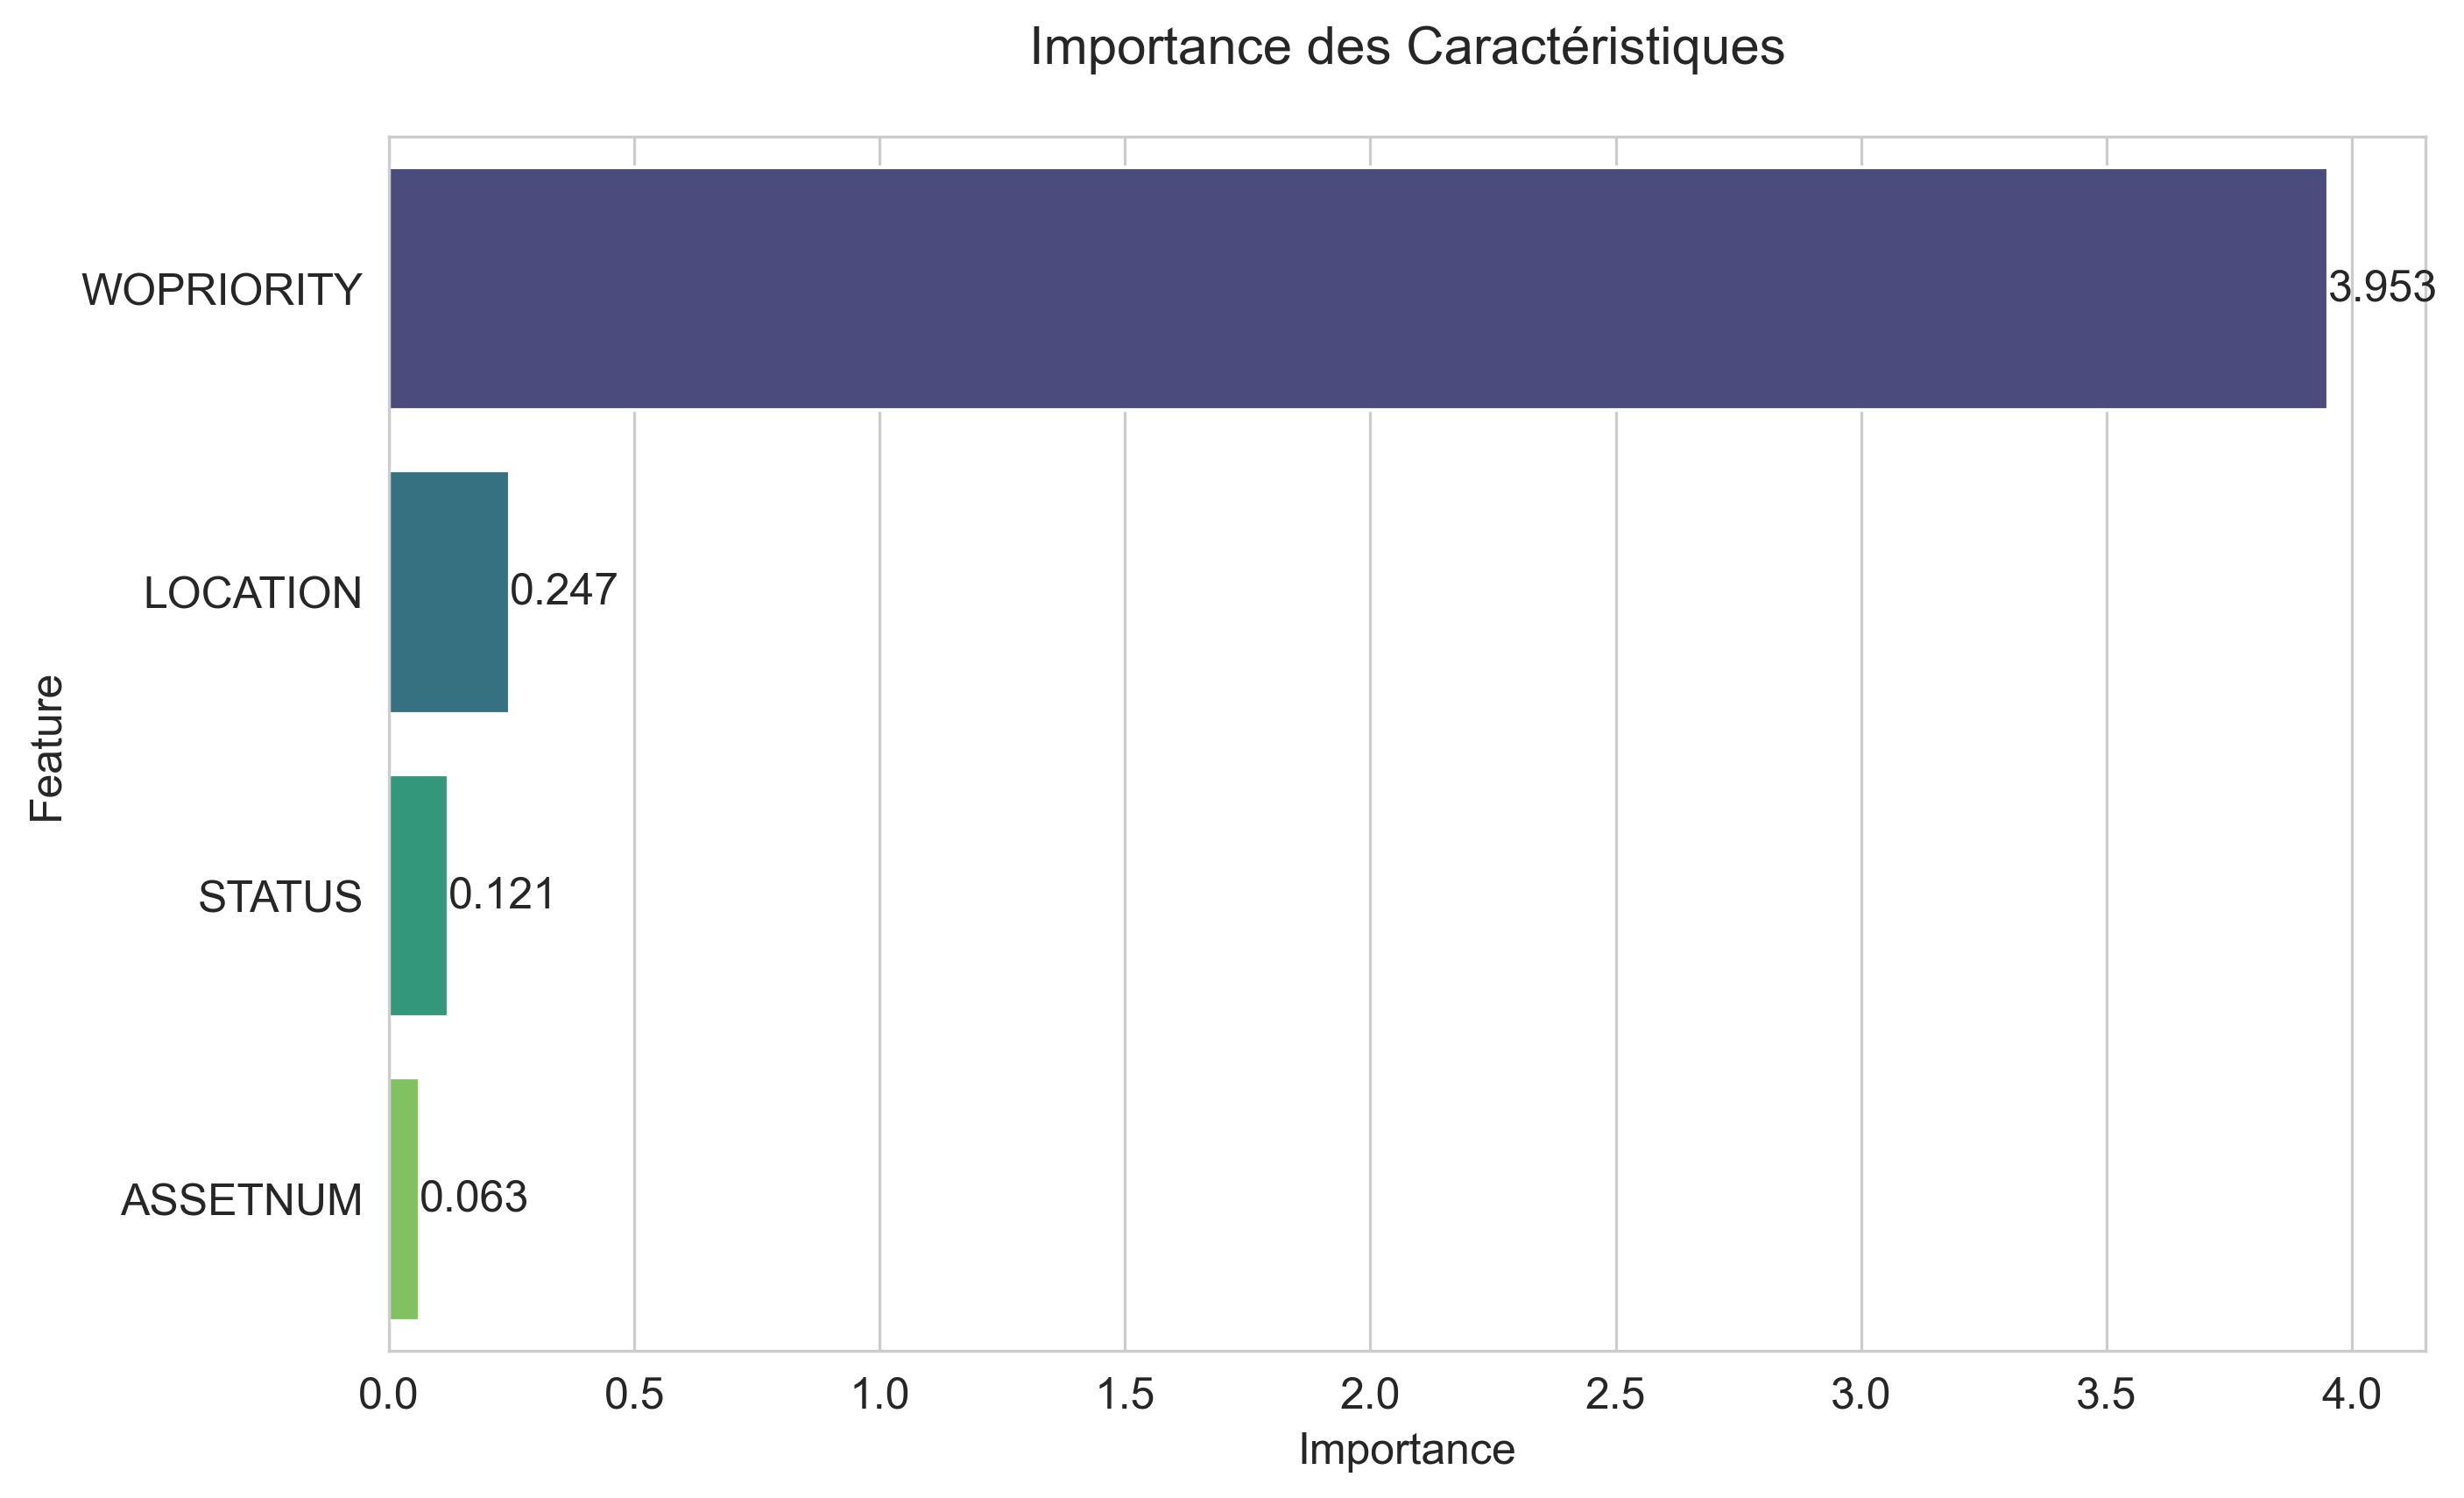 Importance des Caractéristiques
WOPRIORITY
3.953
LOCATION
0.247
STATUS
0.121
ASSETNUM
0.063
Feature
0.0 0.5 1.0 1.5 2.0 2.5 3.0 3.5 4.0
Importance